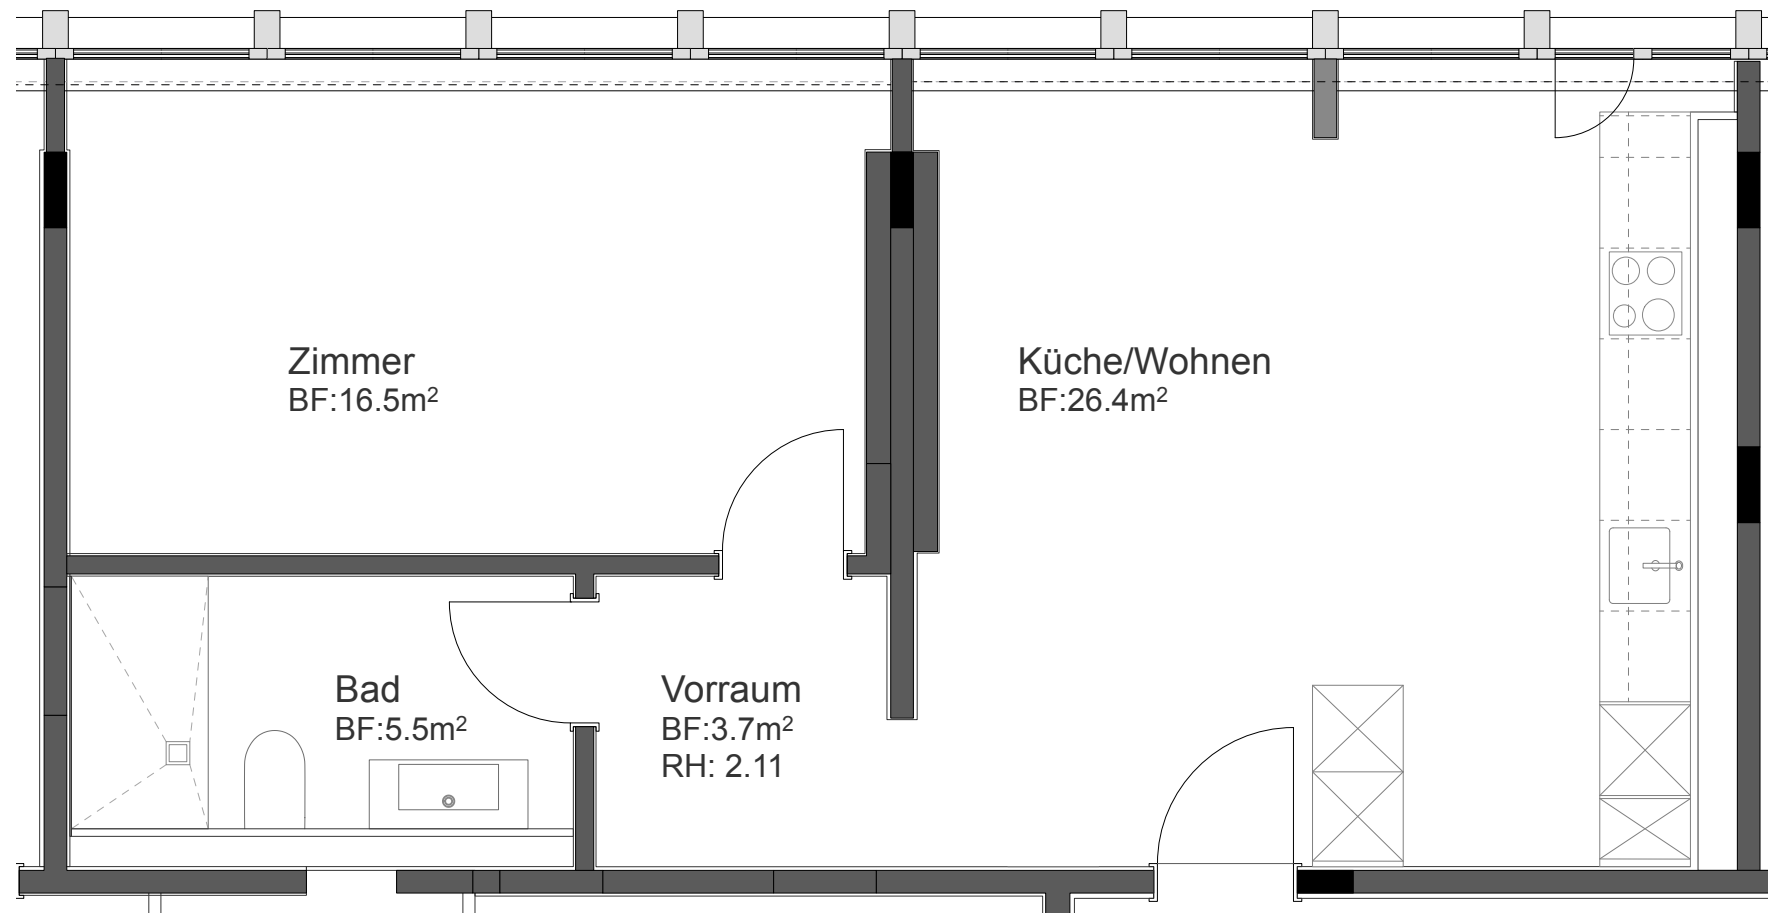 Zimmer
BF:16.5m²
Küche/Wohnen
BF:26.4m²
Bad
BF:5.5m²
Vorraum
BF:3.7m²
RH: 2.11